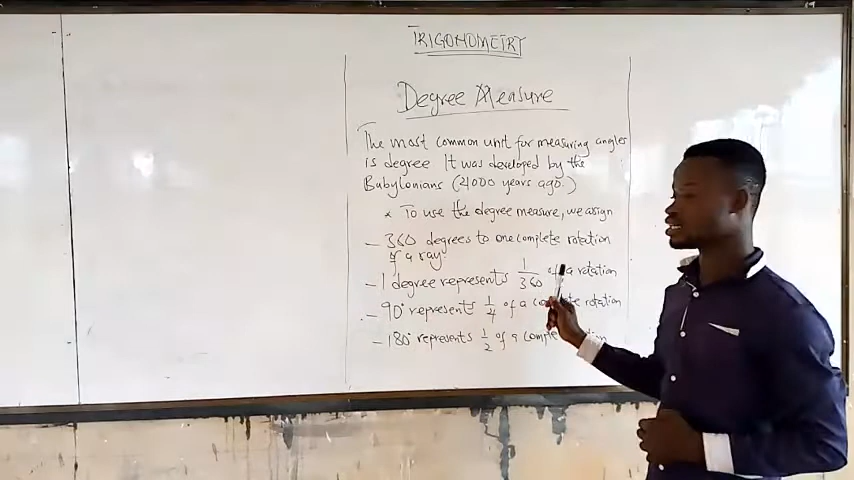 TRIGONOMETRY
Degree Measure
The most common unit for measuring angles
is degree It was developed by the
Babylonians (4000 years ago.)
* To use the degree measure, we assign
- 360 degrees to one complete rotation
of a ray.
- 1 degree represents 1/360 of a rotation
- 90° represents 1/4 of a complete rotation
- 180° represents 1/2 of a